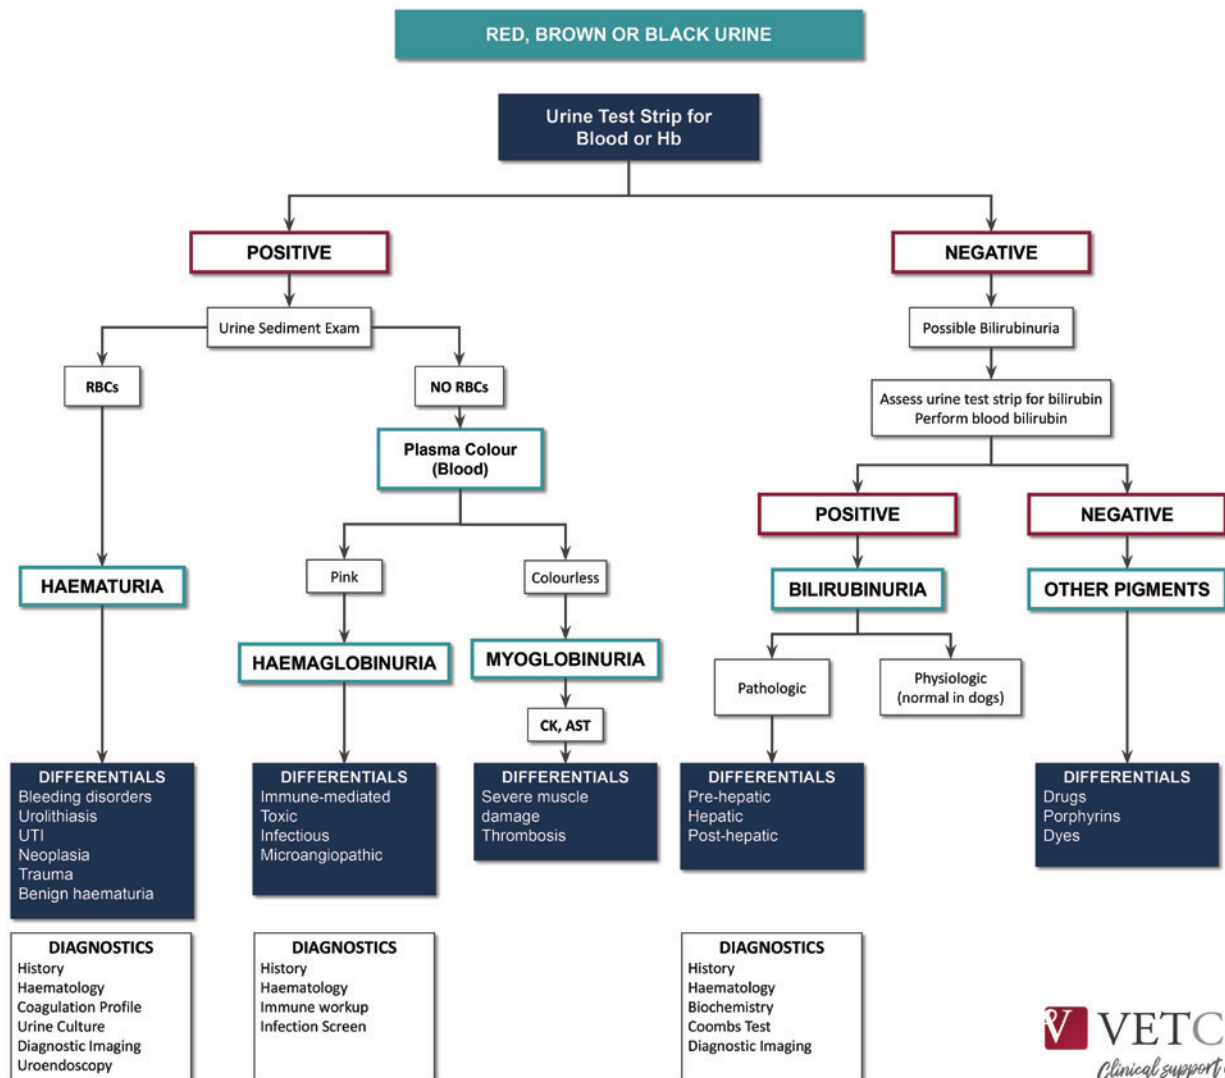 RED, BROWN OR BLACK URINE
Urine Test Strip for
Blood or Hb
POSITIVE
NEGATIVE
Urine Sediment Exam
Possible Bilirubinuria
RBCs
NO RBCs
Assess urine test strip for bilirubin
Perform blood bilirubin
Plasma Colour
(Blood)
POSITIVE
NEGATIVE
Pink
Colourless
HAEMATURIA
BILIRUBINURIA
OTHER PIGMENTS
HAEMAGLOBINURIA
MYOGLOBINURIA
Pathologic
Physiologic
(normal in dogs)
CK, AST
DIFFERENTIALS
Bleeding disorders
Urolithiasis
UTI
Neoplasia
Trauma
Benign haematuria
DIFFERENTIALS
Immune-mediated
Toxic
Infectious
Microangiopathic
DIFFERENTIALS
Severe muscle
damage
Thrombosis
DIFFERENTIALS
Pre-hepatic
Hepatic
Post-hepatic
DIFFERENTIALS
Drugs
Porphyrins
Dyes
DIAGNOSTICS
History
Haematology
Coagulation Profile
Urine Culture
Diagnostic Imaging
Uroendoscopy
DIAGNOSTICS
History
Haematology
Immune workup
Infection Screen
DIAGNOSTICS
History
Haematology
Biochemistry
Coombs Test
Diagnostic Imaging
V VETC
Clinical support